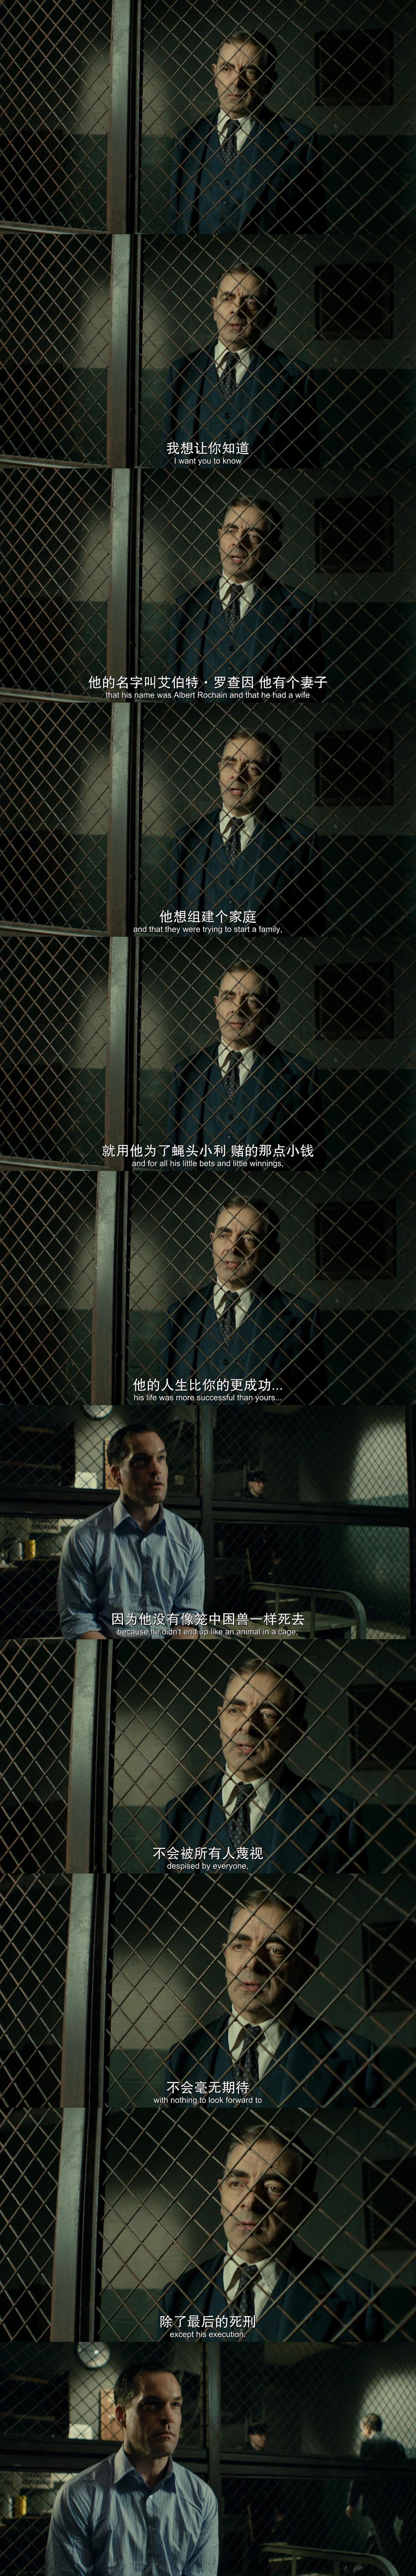 我想让你知道
I want you to know
他的名字叫艾伯特·罗查因 他有个妻子
that his name was Albert Rochain and that he had a wife
他想组建个家庭
and that they were trying to start a family,
就用他为了蝇头小利 赌的那点小钱
and for all his little bets and little winnings,
他的人生比你的更成功...
his life was more successful than yours...
因为他没有像笼中困兽一样死去
because he didn't end up like an animal in a cage,
不会被所有人蔑视
despised by everyone,
不会毫无期待
with nothing to look forward to
除了最后的死刑
except his execution.